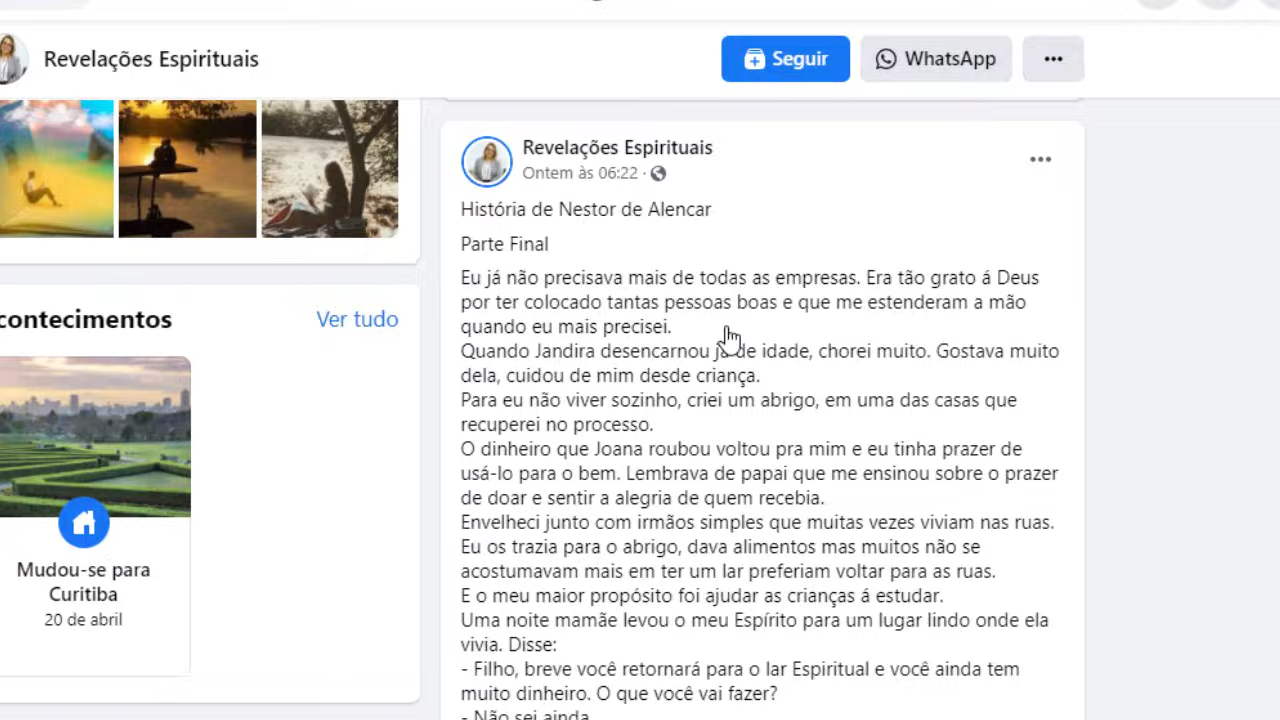 Revelações Espirituais
Seguir
WhatsApp
Revelações Espirituais
Ontem às 06:22 ·
História de Nestor de Alencar
Parte Final
Eu já não precisava mais de todas as empresas. Era tão grato á Deus
por ter colocado tantas pessoas boas e que me estenderam a mão
quando eu mais precisei.
Quando Jandira desencarnou já de idade, chorei muito. Gostava muito
dela, cuidou de mim desde criança.
Para eu não viver sozinho, criei um abrigo, em uma das casas que
recuperei no processo.
O dinheiro que Joana roubou voltou pra mim e eu tinha prazer de
usá-lo para o bem. Lembrava de papai que me ensinou sobre o prazer
de doar e sentir a alegria de quem recebia.
Envelheci junto com irmãos simples que muitas vezes viviam nas ruas.
Eu os trazia para o abrigo, dava alimentos mas muitos não se
acostumavam mais em ter um lar preferiam voltar para as ruas.
E o meu maior propósito foi ajudar as crianças á estudar.
Uma noite mamãe levou o meu Espírito para um lugar lindo onde ela
vivia. Disse:
- Filho, breve você retornará para o lar Espiritual e você ainda tem
muito dinheiro. O que você vai fazer?
- Não sei ainda
contecimentos
Ver tudo
Mudou-se para
Curitiba
20 de abril